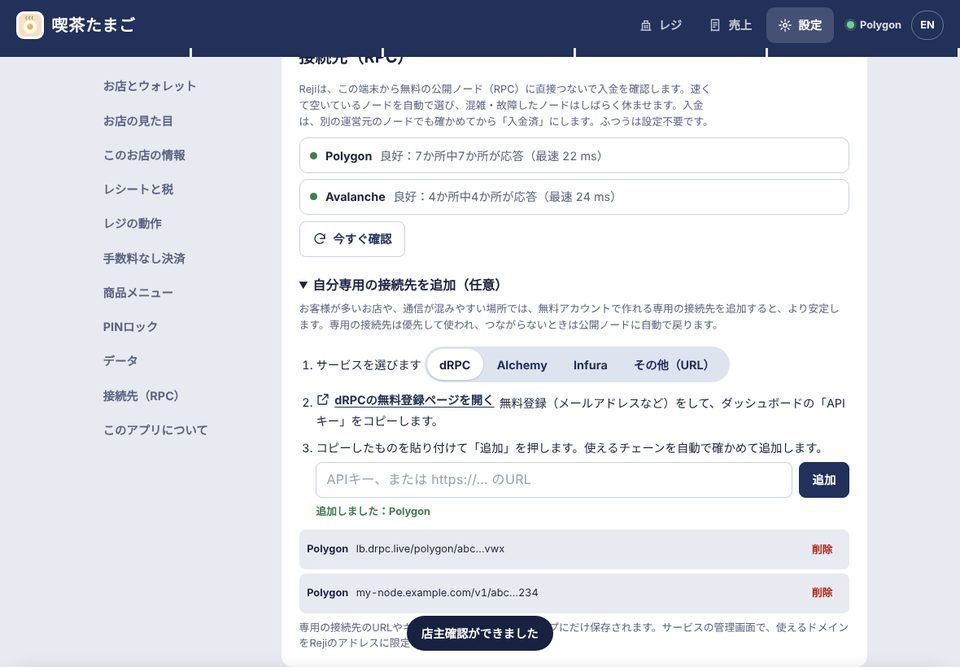 喫茶たまご
レジ
売上
設定
Polygon
EN
接続先（RPC）
お店とウォレット
お店の見た目
このお店の情報
レシートと税
レジの動作
手数料なし決済
商品メニュー
PINロック
データ
接続先（RPC）
このアプリについて
Rejiは、この端末から無料の公開ノード（RPC）に直接つないで入金を確認します。速く
て空いているノードを自動で選び、混雑・故障したノードはしばらく休ませます。入金
は、別の運営元のノードでも確かめてから「入金済」にします。ふつうは設定不要です。
Polygon 良好：7か所中7か所が応答（最速 22 ms）
Avalanche 良好：4か所中4か所が応答（最速 24 ms）
今すぐ確認
▼ 自分専用の接続先を追加（任意）
お客様が多いお店や、通信が混みやすい場所では、無料アカウントで作れる専用の接続先を追加すると、より安定し
ます。専用の接続先は優先して使われ、つながらないときは公開ノードに自動で戻ります。
1. サービスを選びます dRPC Alchemy Infura その他（URL）
2. dRPCの無料登録ページを開く 無料登録（メールアドレスなど）をして、ダッシュボードの「API
キー」をコピーします。
3. コピーしたものを貼り付けて「追加」を押します。使えるチェーンを自動で確かめて追加します。
APIキー、または https://… のURL 追加
追加しました：Polygon
Polygon lb.drpc.live/polygon/abc…vwx 削除
Polygon my-node.example.com/v1/abc…234 削除
専用の接続先のURLや
プにだけ保存されます。サービスの管理画面で、使えるドメイン
をRejiのアドレスに限定
店主確認ができました